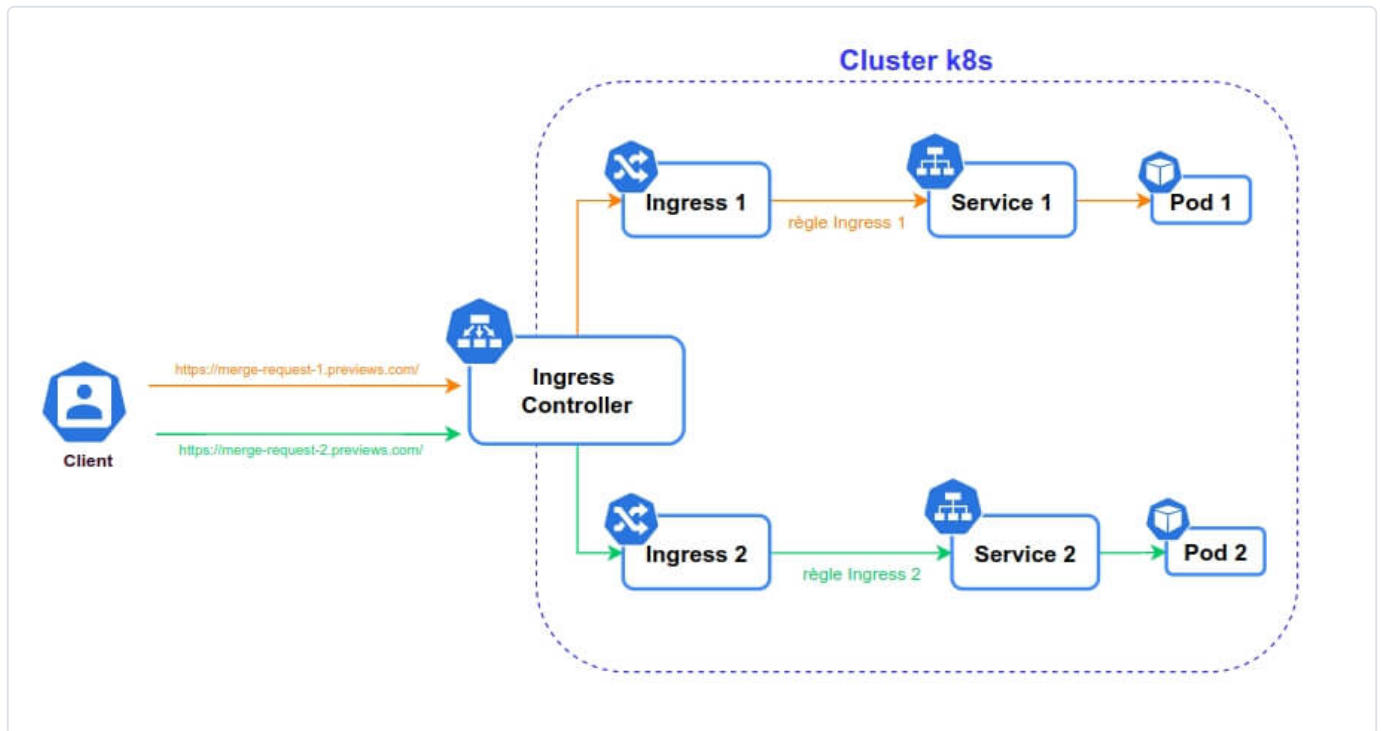 Cluster k8s
Ingress 1
règle Ingress 1
Service 1
Pod 1
https://merge-request-1.previews.com/
Ingress
Controller
https://merge-request-2.previews.com/
Client
Ingress 2
règle Ingress 2
Service 2
Pod 2